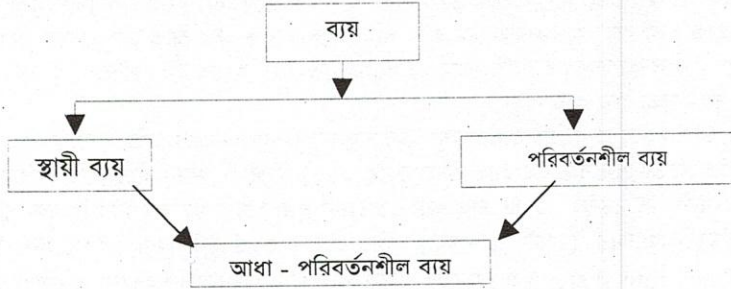 ব্যয়
স্থায়ী ব্যয়
পরিবর্তনশীল ব্যয়
আধা - পরিবর্তনশীল ব্যয়